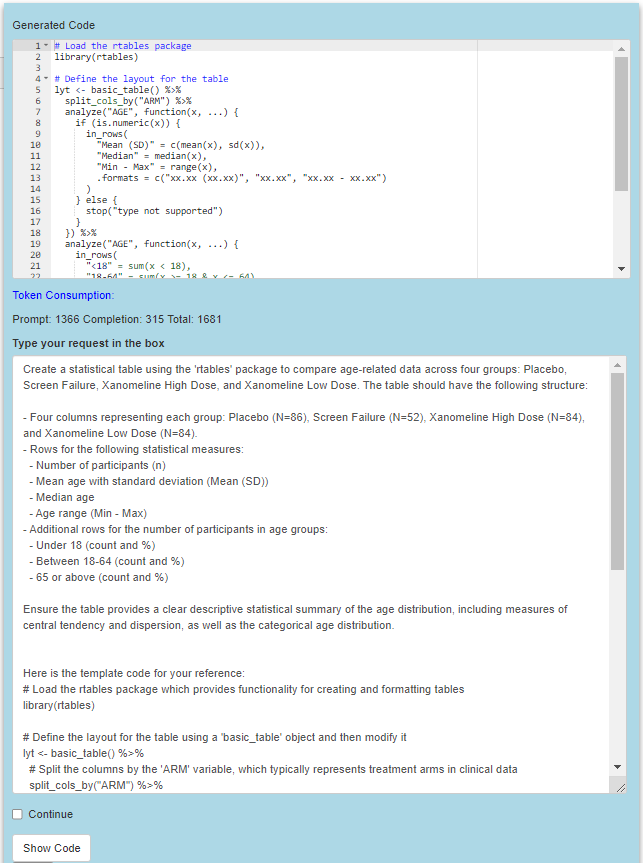 Generated Code
1 # Load the rtables package
2 library(rtables)
3
4 # Define the layout for the table
5 lyt <- basic_table() %>%
6 split_cols_by("ARM") %>%
7 analyze("AGE", function(x, ...) {
8 if (is.numeric(x)) {
9 in_rows(
10 "Mean (SD)" = c(mean(x), sd(x)),
11 "Median" = median(x),
12 "Min - Max" = range(x),
13 .formats = c("xx.xx (xx.xx)", "xx.xx", "xx.xx - xx.xx")
14 )
15 } else {
16 stop("type not supported")
17 }
18 }) %>%
19 analyze("AGE", function(x, ...) {
20 in_rows(
21 "<18" = sum(x < 18),
22 "18-64" = sum(x >= 18 & x <= 64)
Token Consumption:
Prompt: 1366 Completion: 315 Total: 1681
Type your request in the box
Create a statistical table using the 'rtables' package to compare age-related data across four groups: Placebo,
Screen Failure, Xanomeline High Dose, and Xanomeline Low Dose. The table should have the following structure:
- Four columns representing each group: Placebo (N=86), Screen Failure (N=52), Xanomeline High Dose (N=84),
and Xanomeline Low Dose (N=84).
- Rows for the following statistical measures:
- Number of participants (n)
- Mean age with standard deviation (Mean (SD))
- Median age
- Age range (Min - Max)
- Additional rows for the number of participants in age groups:
- Under 18 (count and %)
- Between 18-64 (count and %)
- 65 or above (count and %)
Ensure the table provides a clear descriptive statistical summary of the age distribution, including measures of
central tendency and dispersion, as well as the categorical age distribution.
Here is the template code for your reference:
# Load the rtables package which provides functionality for creating and formatting tables
library(rtables)
# Define the layout for the table using a 'basic_table' object and then modify it
lyt <- basic_table() %>%
# Split the columns by the 'ARM' variable, which typically represents treatment arms in clinical data
split_cols_by("ARM") %>%
Continue
Show Code